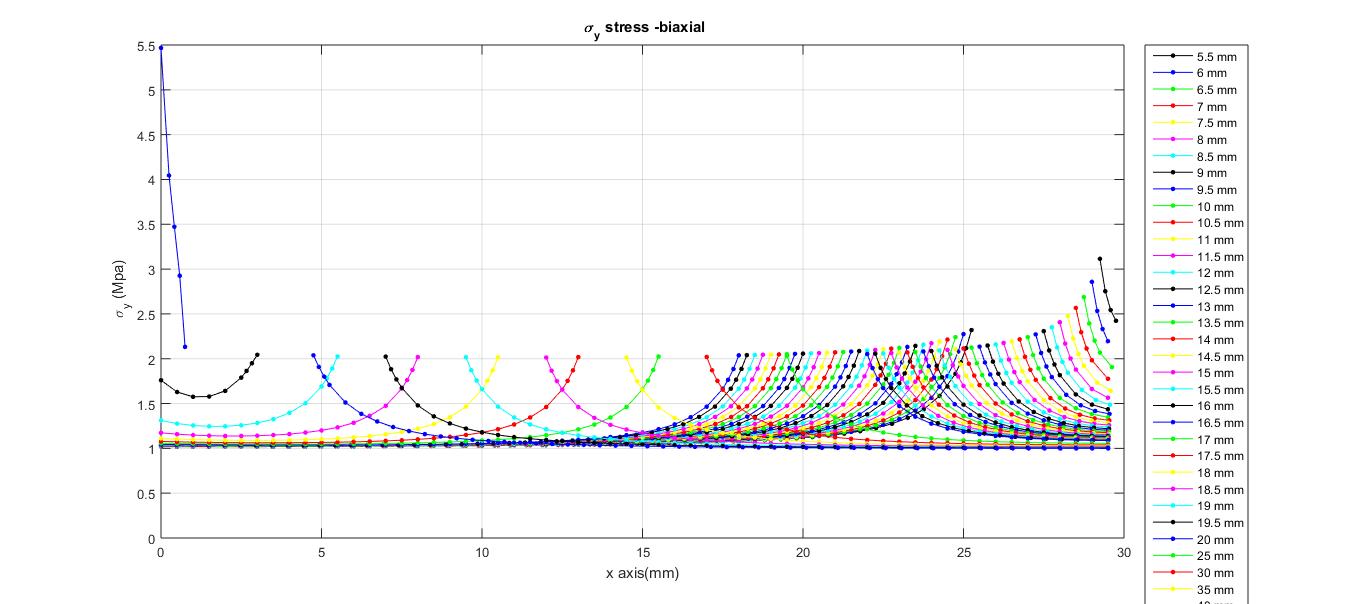 σy stress -biaxial
5.5
5
4.5
4
3.5
3
2.5
2
1.5
1
0.5
0
σy (Mpa)
0 5 10 15 20 25 30
x axis(mm)
5.5 mm
6 mm
6.5 mm
7 mm
7.5 mm
8 mm
8.5 mm
9 mm
9.5 mm
10 mm
10.5 mm
11 mm
11.5 mm
12 mm
12.5 mm
13 mm
13.5 mm
14 mm
14.5 mm
15 mm
15.5 mm
16 mm
16.5 mm
17 mm
17.5 mm
18 mm
18.5 mm
19 mm
19.5 mm
20 mm
25 mm
30 mm
35 mm